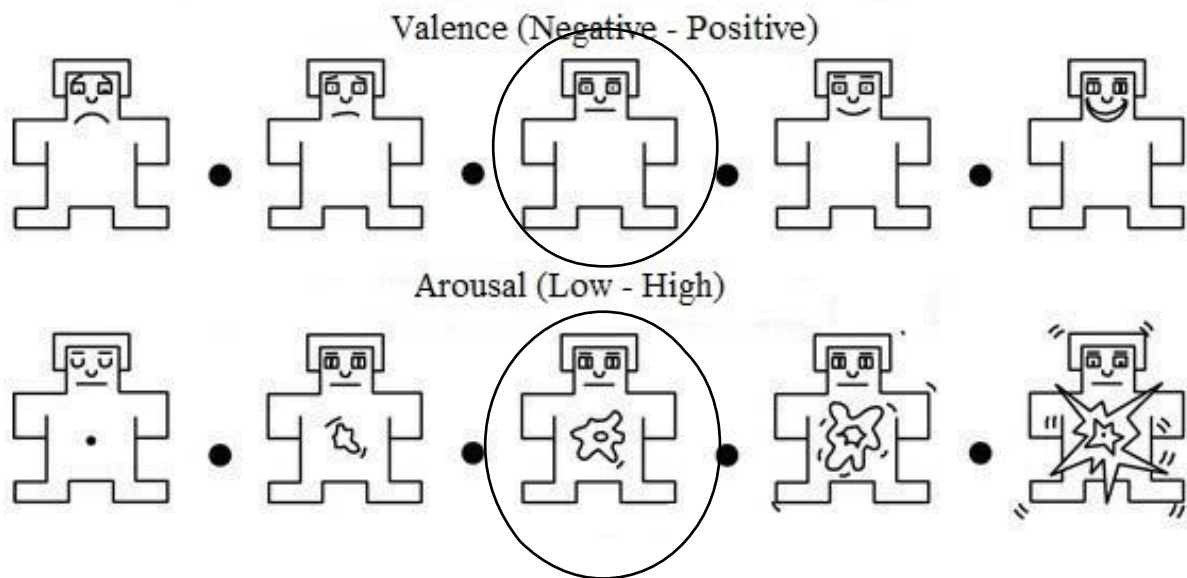 Valence (Negative - Positive)
Arousal (Low - High)